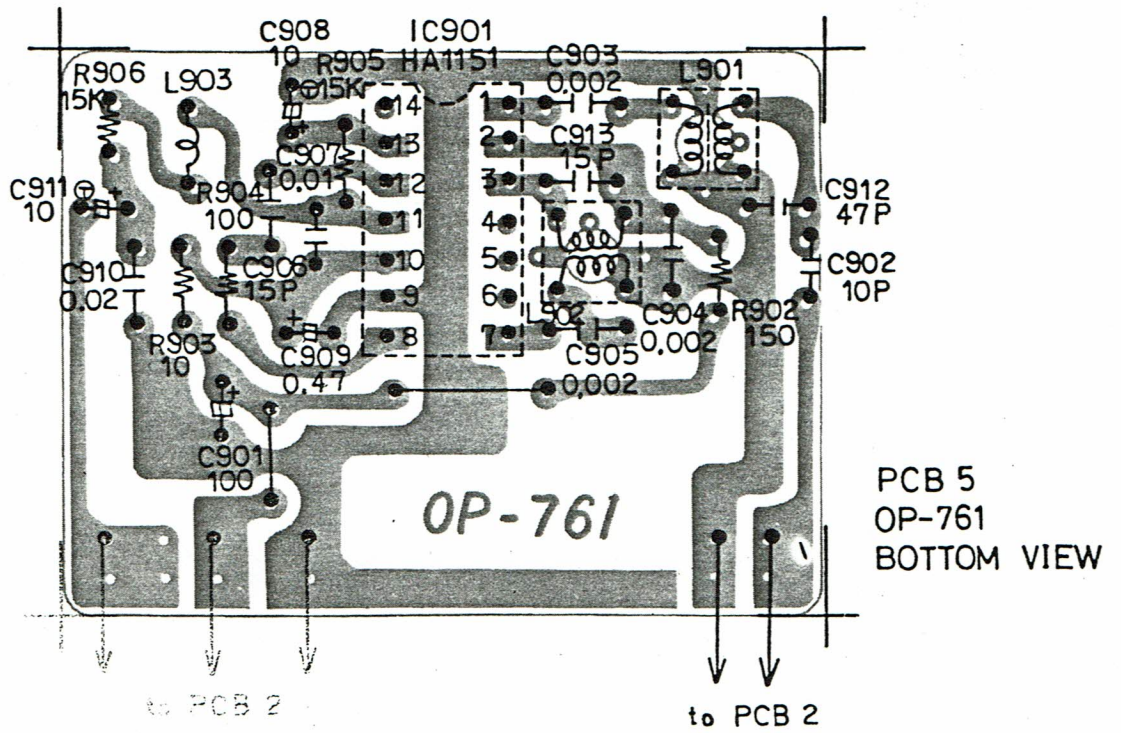 C908
10
IC901
HA1151
C903
0.002
L901
R906
15K
L903
R905
15K
14
1
13
2
C913
15P
C907
0.01
12
3
C911
10
R904
100
11
4
C912
47P
10
5
C910
0.02
C906
15P
9
6
C902
10P
L902
C904
0.002
R902
150
R903
10
C909
0.47
8
7
C905
0.002
C901
100
OP-761
PCB 5
OP-761
BOTTOM VIEW
to PCB 2
to PCB 2